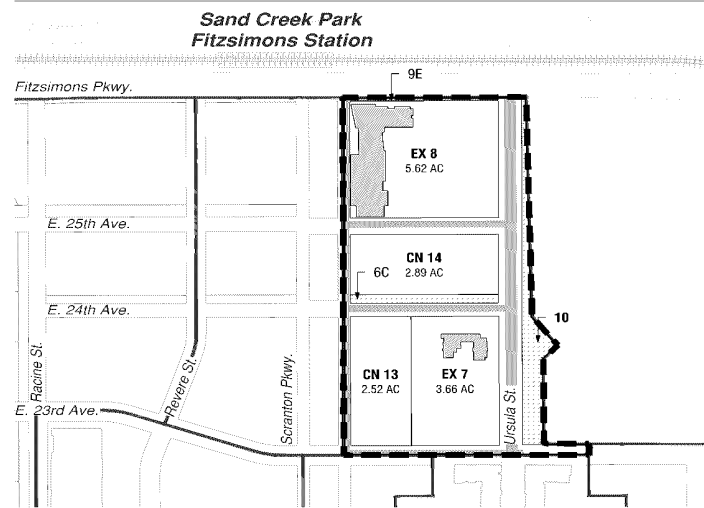 Sand Creek Park
Fitzsimons Station
Fitzsimons Pkwy.
9E
EX 8
5.62 AC
E. 25th Ave.
CN 14
2.89 AC
6C
E. 24th Ave.
10
CN 13
2.52 AC
EX 7
3.66 AC
Racine St.
Revere St.
Scranton Pkwy.
Ursula St.
E. 23rd Ave.